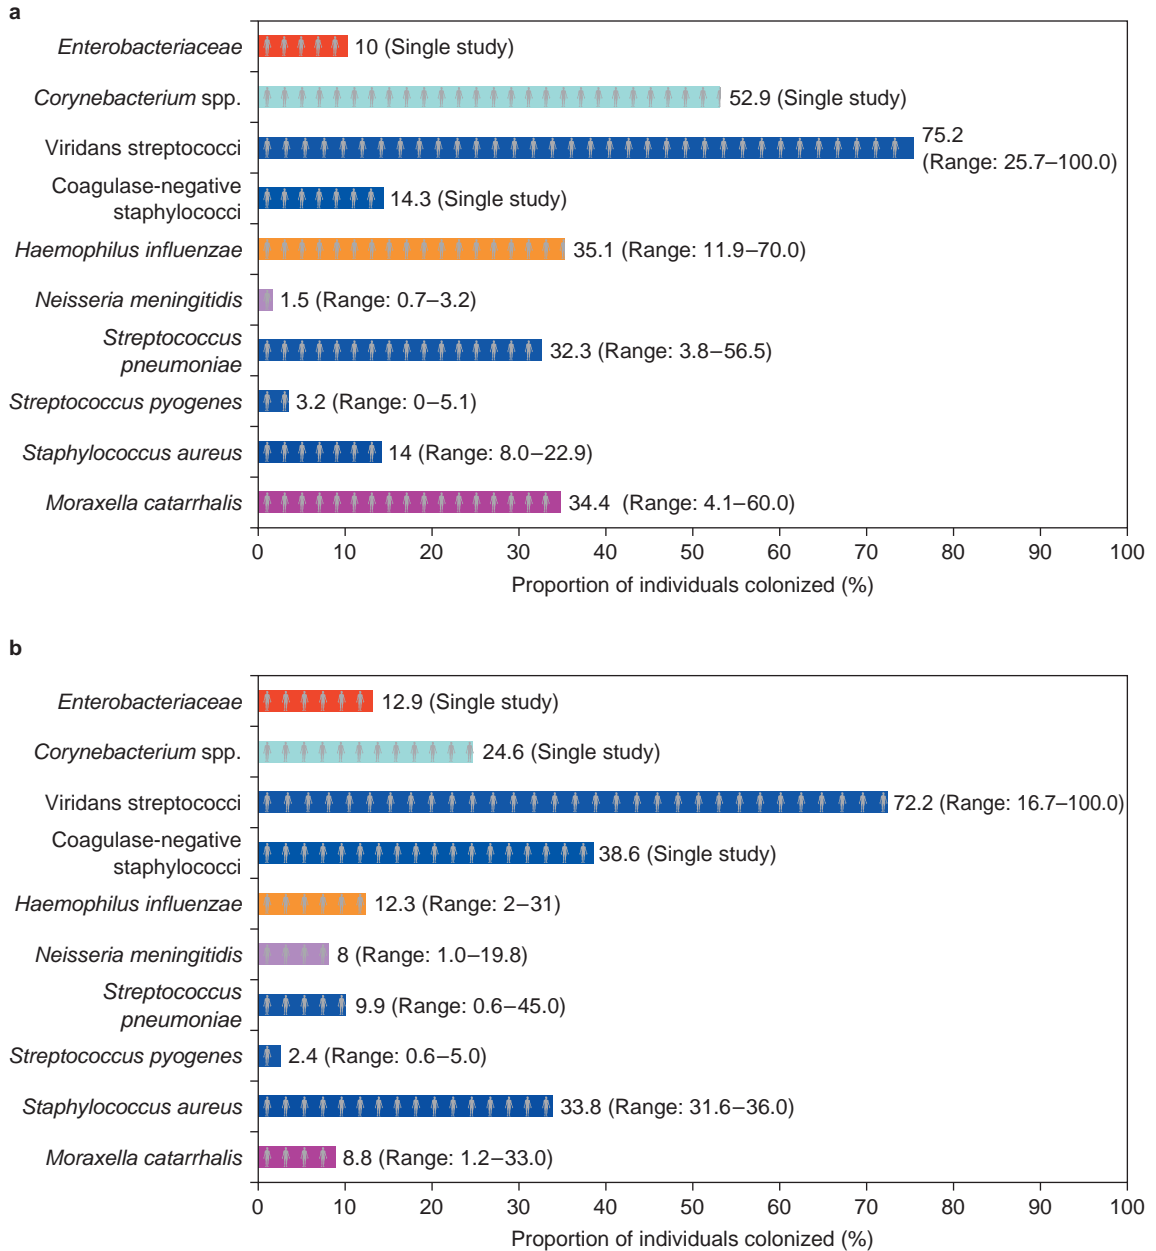 a
Enterobacteriaceae
10 (Single study)
Corynebacterium spp.
52.9 (Single study)
Viridans streptococci
75.2
(Range: 25.7–100.0)
Coagulase-negative
staphylococci
14.3 (Single study)
Haemophilus influenzae
35.1 (Range: 11.9–70.0)
Neisseria meningitidis
1.5 (Range: 0.7–3.2)
Streptococcus
pneumoniae
32.3 (Range: 3.8–56.5)
Streptococcus pyogenes
3.2 (Range: 0–5.1)
Staphylococcus aureus
14 (Range: 8.0–22.9)
Moraxella catarrhalis
34.4 (Range: 4.1–60.0)
0 10 20 30 40 50 60 70 80 90 100
Proportion of individuals colonized (%)
b
Enterobacteriaceae
12.9 (Single study)
Corynebacterium spp.
24.6 (Single study)
Viridans streptococci
72.2 (Range: 16.7–100.0)
Coagulase-negative
staphylococci
38.6 (Single study)
Haemophilus influenzae
12.3 (Range: 2–31)
Neisseria meningitidis
8 (Range: 1.0–19.8)
Streptococcus
pneumoniae
9.9 (Range: 0.6–45.0)
Streptococcus pyogenes
2.4 (Range: 0.6–5.0)
Staphylococcus aureus
33.8 (Range: 31.6–36.0)
Moraxella catarrhalis
8.8 (Range: 1.2–33.0)
0 10 20 30 40 50 60 70 80 90 100
Proportion of individuals colonized (%)